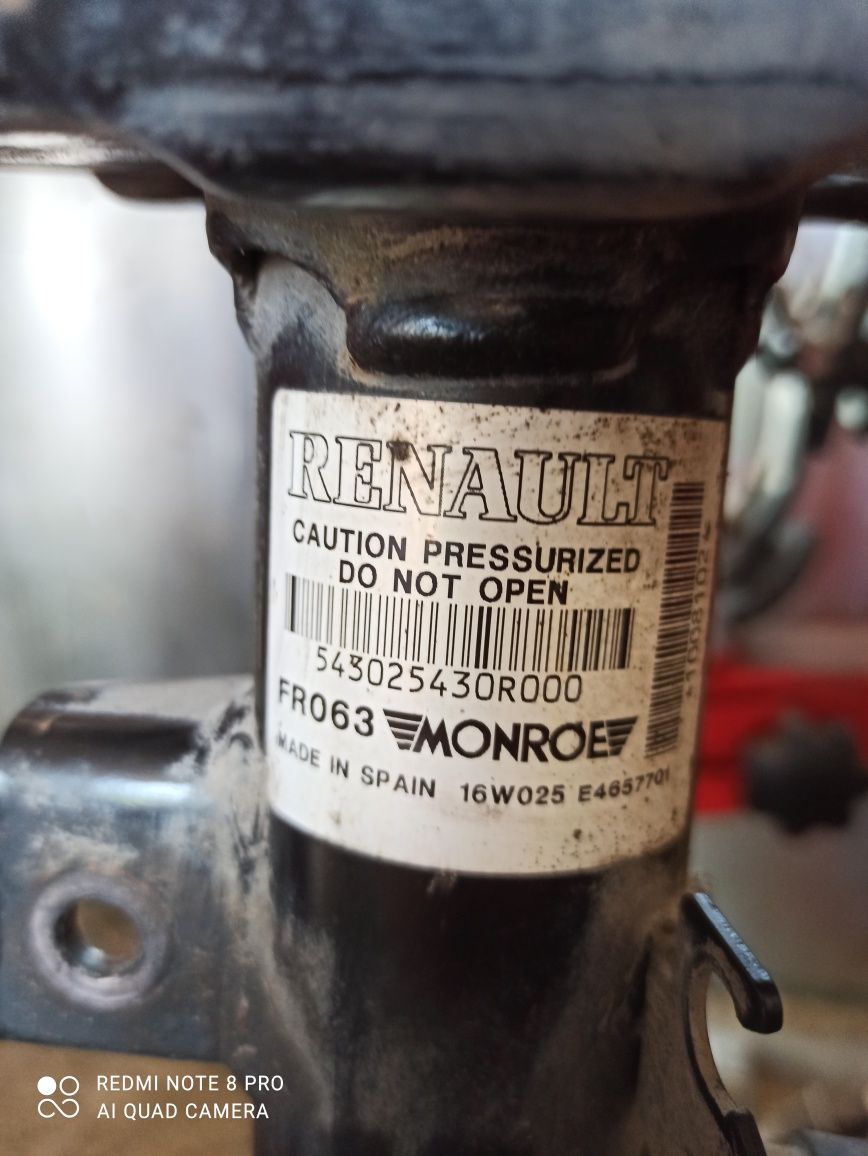 RENAULT
CAUTION PRESSURIZED
DO NOT OPEN
543025430R000
FR063 MONROE
MADE IN SPAIN 16W025 E4657701
REDMI NOTE 8 PRO
AI QUAD CAMERA